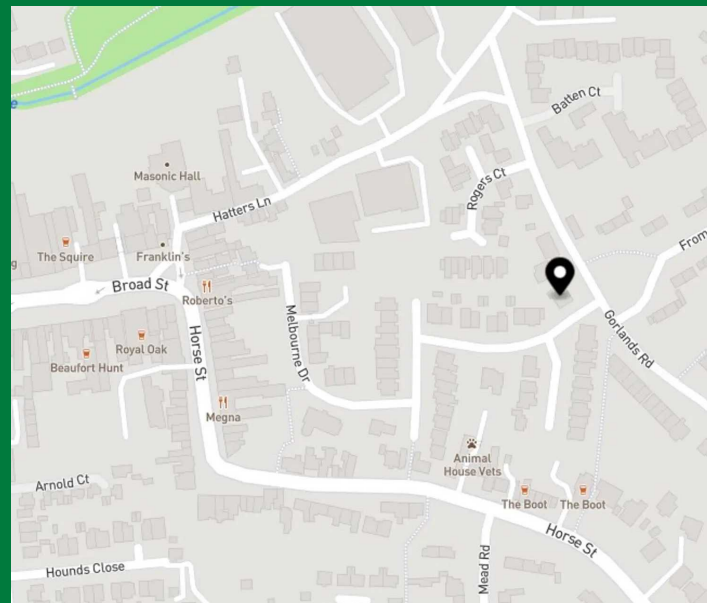 Batten Ct
Masonic Hall
Rogers Ct
Hatters Ln
The Squire
Franklin's
From
g
e
Broad St
Roberto's
Melbourne Dr
Gorlands Rd
Horse St
Royal Oak
Beaufort Hunt
Megna
Animal
House Vets
Arnold Ct
The Boot
The Boot
Horse St
Mead Rd
Hounds Close